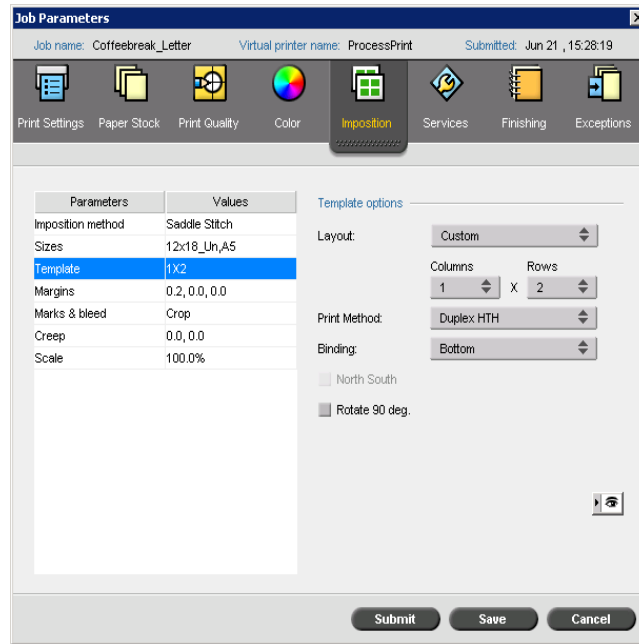 Job Parameters
Job name: Coffeebreak_Letter Virtual printer name: ProcessPrint Submitted: Jun 21 , 15:28:19
Print Settings Paper Stock Print Quality Color Imposition Services Finishing Exceptions
Parameters Values
Imposition method Saddle Stitch
Sizes 12x18_Un,A5
Template 1X2
Margins 0.2, 0.0, 0.0
Marks & bleed Crop
Creep 0.0, 0.0
Scale 100.0%
Template options
Layout: Custom
Columns Rows
1 X 2
Print Method: Duplex HTH
Binding: Bottom
North South
Rotate 90 deg.
Submit Save Cancel